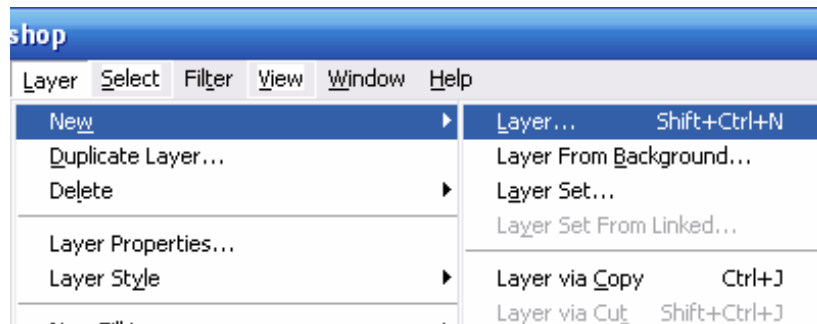 shop
Layer Select Filter View Window Help
New
Duplicate Layer...
Delete
Layer Properties...
Layer Style
Layer... Shift+Ctrl+N
Layer From Background...
Layer Set...
Layer Set From Linked...
Layer via Copy Ctrl+J
Layer via Cut Shift+Ctrl+J